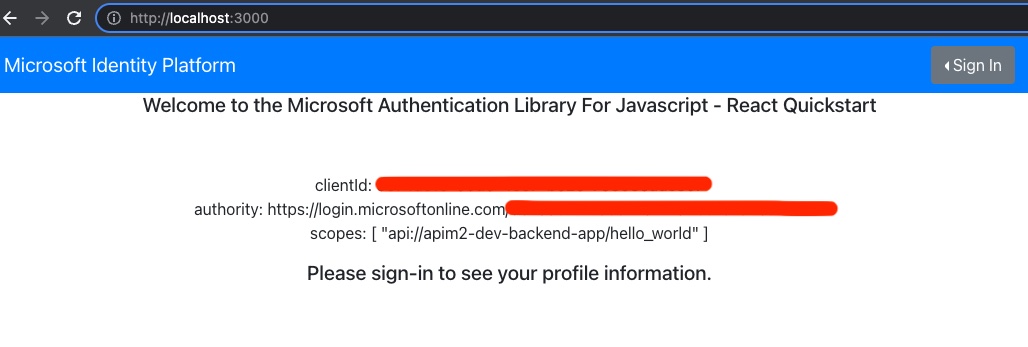 http://localhost:3000
Microsoft Identity Platform
Sign In
Welcome to the Microsoft Authentication Library For Javascript - React Quickstart
clientId:
authority: https://login.microsoftonline.com/
scopes: [ "api://apim2-dev-backend-app/hello_world" ]
Please sign-in to see your profile information.